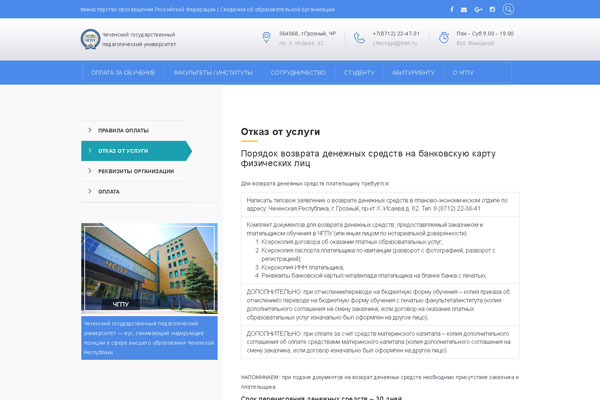 Министерство просвещения Российской Федерации | Сведения об образовательной организации
Чеченский государственный
педагогический университет
364068, г.Грозный, ЧР
пр. Х. Исаева, 62
+7(8712) 22-47-31
chechgpi@mail.ru
Пон - Суб 9.00 - 19.00
Вск. Выходной
ОПЛАТА ЗА ОБУЧЕНИЕ
ФАКУЛЬТЕТЫ / ИНСТИТУТЫ
СОТРУДНИЧЕСТВО
СТУДЕНТУ
АБИТУРИЕНТУ
О ЧГПУ
ПРАВИЛА ОПЛАТЫ
ОТКАЗ ОТ УСЛУГИ
РЕКВИЗИТЫ ОРГАНИЗАЦИИ
ОПЛАТА
ЧГПУ
Чеченский государственный педагогический
университет — вуз, занимающий лидирующие
позиции в сфере высшего образования Чеченской
Республики.
Отказ от услуги
Порядок возврата денежных средств на банковскую карту
физических лиц
Для возврата денежных средств плательщику требуется:
Написать типовое заявление о возврате денежных средств в планово-экономическом отделе по
адресу: Чеченская Республика, г. Грозный, пр-кт Х. Исаева д. 62. Тел. 8 (8712) 22-38-41
Комплект документов для возврата денежных средств, предоставляемый заказчиком и
плательщиком обучения в ЧГПУ (или иным лицом по нотариальной доверенности):
1. Ксерокопия договора об оказании платных образовательных услуг;
2. Ксерокопия паспорта плательщика по квитанции (разворот с фотографией, разворот с
регистрацией);
3. Ксерокопия ИНН плательщика;
4. Реквизиты банковской карты/счета/вклада плательщика на бланке банка с печатью;
ДОПОЛНИТЕЛЬНО: при отчислении/переводе на бюджетную форму обучения – копия приказа об
отчислении/о переводе на бюджетную форму обучения с печатью факультета/института (копия
дополнительного соглашения на смену заказчика, если договор на оказание платных
образовательных услуг изначально был оформлен на другое лицо);
ДОПОЛНИТЕЛЬНО: при оплате за счет средств материнского капитала – копия дополнительного
соглашения об оплате средствами материнского капитала (копия дополнительного соглашения на
смену заказчика, если договор изначально был оформлен на другое лицо).
НАПОМИНАЕМ: при подаче документов на возврат денежных средств необходимо присутствие заказчика и
плательщика.
Срок перечисления денежных средств – 30 дней